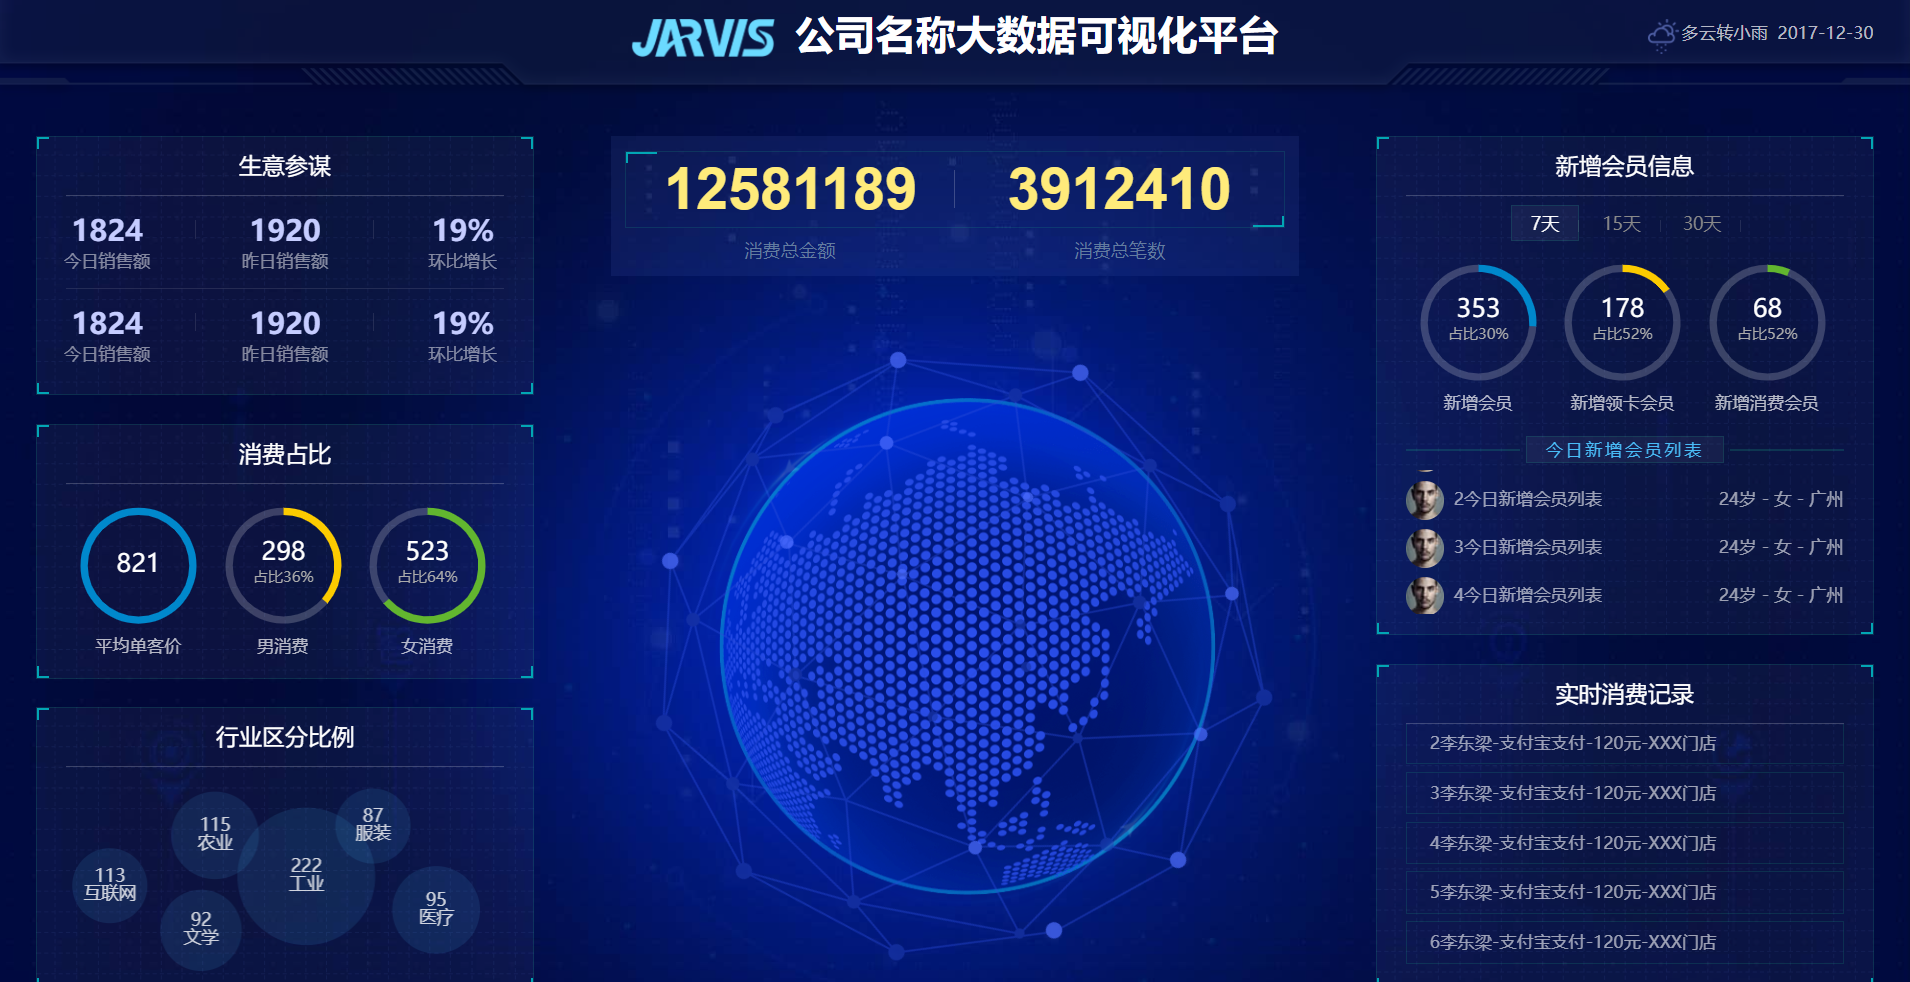 JARVIS 公司名称大数据可视化平台
多云转小雨 2017-12-30
生意参谋
1824 1920 19%
今日销售额 昨日销售额 环比增长
1824 1920 19%
今日销售额 昨日销售额 环比增长
消费占比
821
298
占比36%
523
占比64%
平均单客价 男消费 女消费
行业区分比例
115
农业
87
服装
222
工业
113
互联网
95
医疗
92
文学
12581189 3912410
消费总金额 消费总笔数
新增会员信息
7天 15天 30天
353
占比30%
178
占比52%
68
占比52%
新增会员 新增领卡会员 新增消费会员
今日新增会员列表
2今日新增会员列表 24岁 - 女 - 广州
3今日新增会员列表 24岁 - 女 - 广州
4今日新增会员列表 24岁 - 女 - 广州
实时消费记录
2李东梁-支付宝支付-120元-XXX门店
3李东梁-支付宝支付-120元-XXX门店
4李东梁-支付宝支付-120元-XXX门店
5李东梁-支付宝支付-120元-XXX门店
6李东梁-支付宝支付-120元-XXX门店